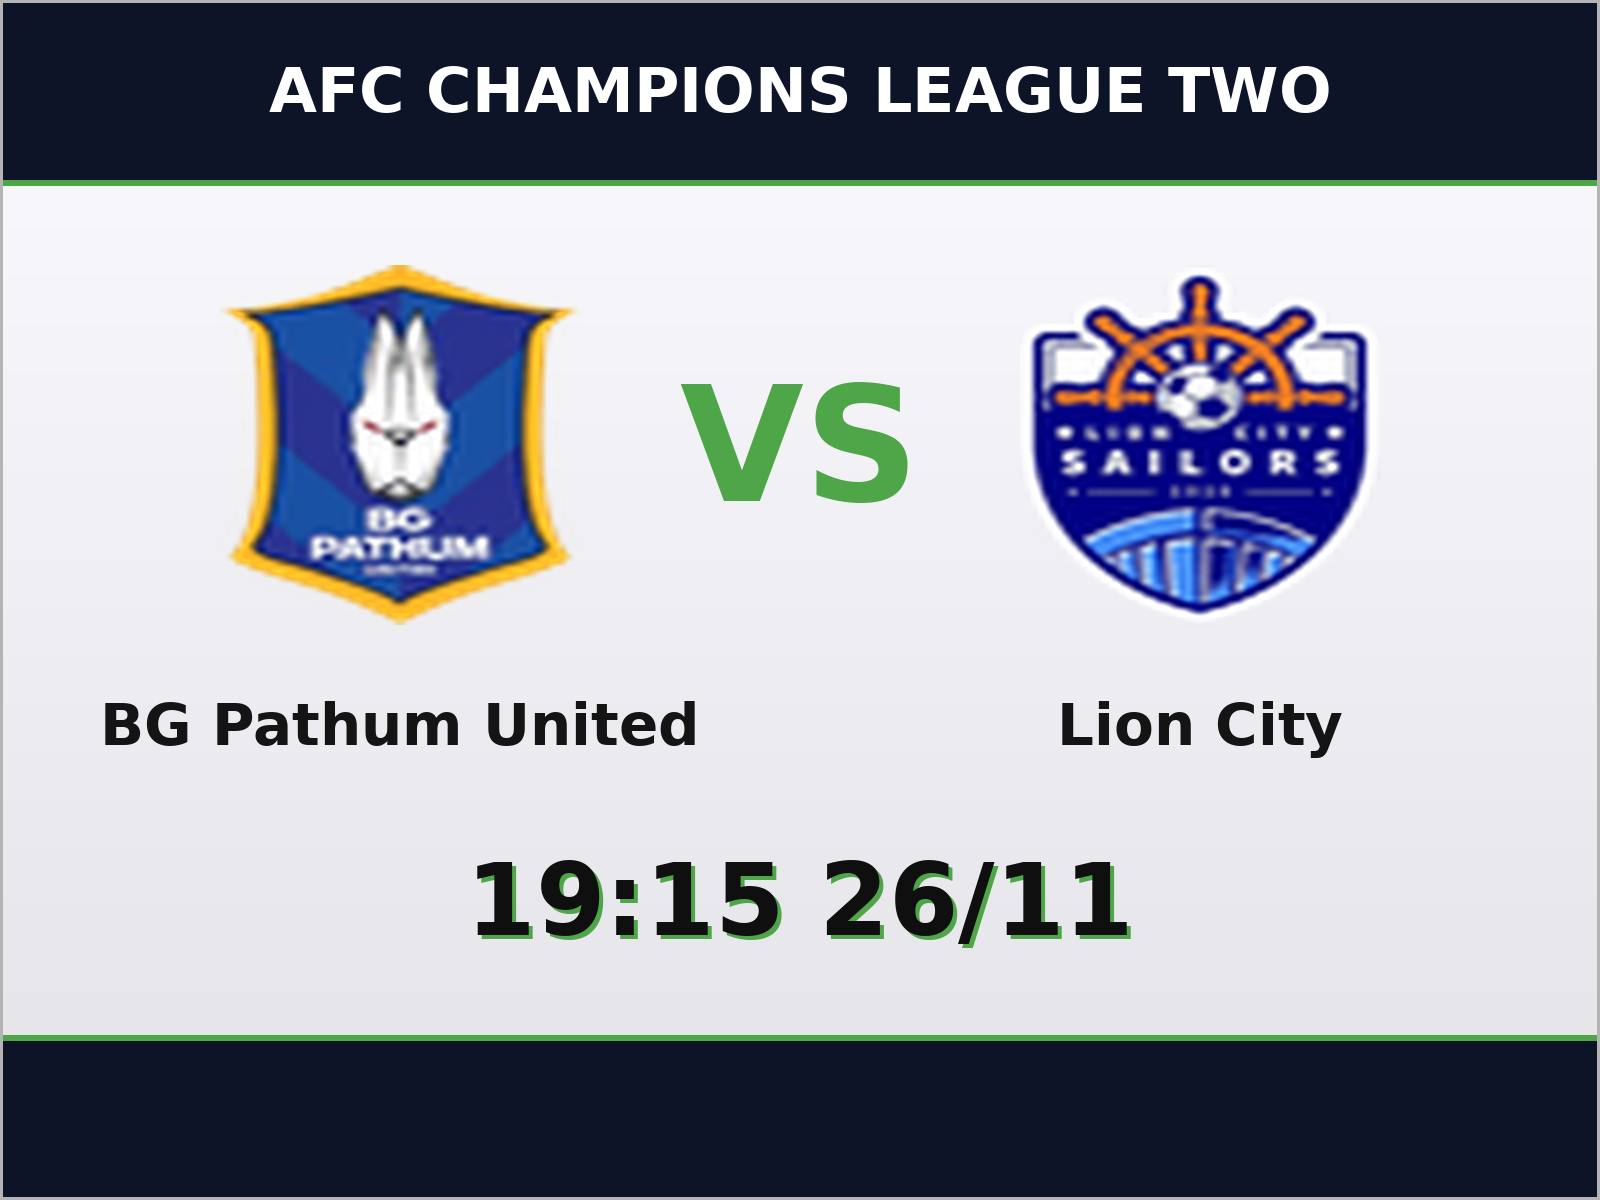 AFC CHAMPIONS LEAGUE TWO
VS
BG
PATHUM
UNITED
LION CITY
SAILORS
BG Pathum United
Lion City
19:15 26/11